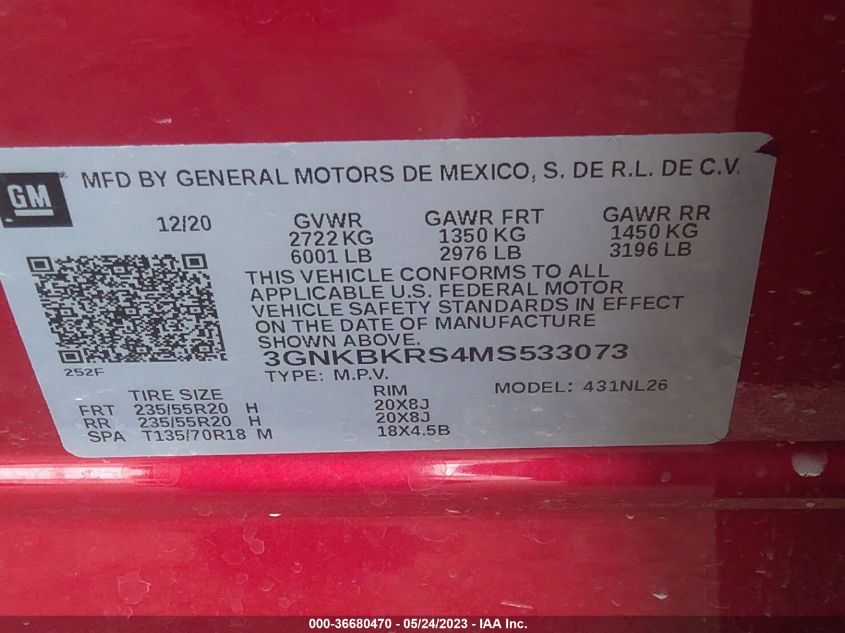 GM
MFD BY GENERAL MOTORS DE MEXICO, S. DE R.L. DE C.V.
12/20 GVWR GAWR FRT GAWR RR
2722 KG 1350 KG 1450 KG
6001 LB 2976 LB 3196 LB
THIS VEHICLE CONFORMS TO ALL
APPLICABLE U.S. FEDERAL MOTOR
VEHICLE SAFETY STANDARDS IN EFFECT
ON THE DATE OF MANUFACTURE
SHOWN ABOVE.
3GNKBKRS4MS533073
252F
TYPE: M.P.V. MODEL: 431NL26
TIRE SIZE RIM
FRT 235/55R20 H 20X8J
RR 235/55R20 H 20X8J
SPA T135/70R18 M 18X4.5B
000-36680470 - 05/24/2023 - IAA Inc.